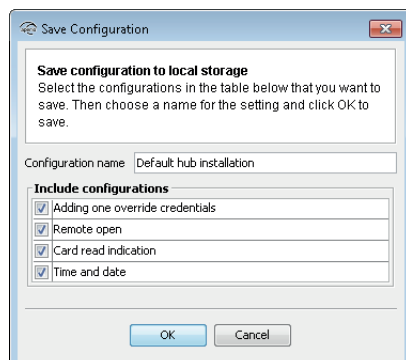 Save Configuration
Save configuration to local storage
Select the configurations in the table below that you want to
save. Then choose a name for the setting and click OK to
save.
Configuration name Default hub installation
Include configurations
Adding one override credentials
Remote open
Card read indication
Time and date
OK Cancel